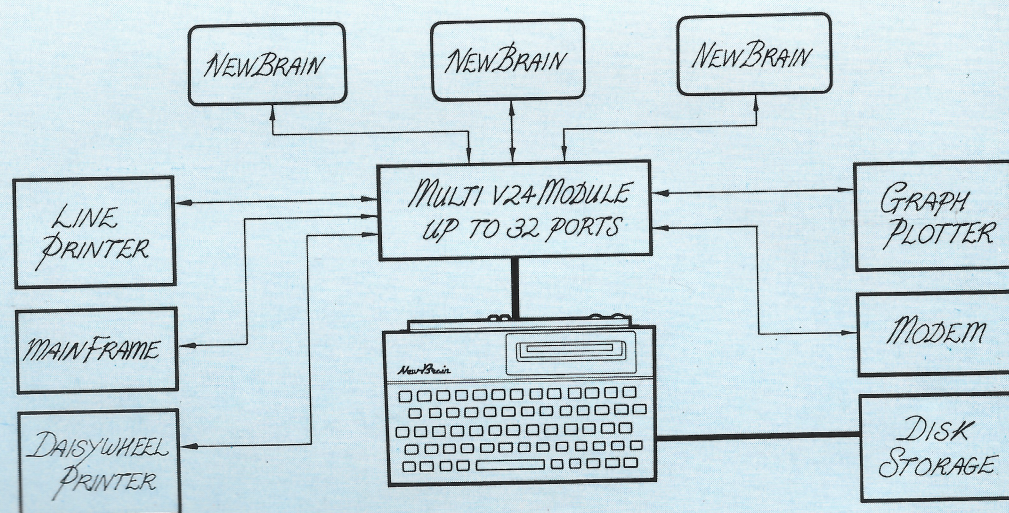 NEWBRAIN
NEWBRAIN
NEWBRAIN
LINE
PRINTER
MULTI V24 MODULE
UP TO 32 PORTS
GRAPH
PLOTTER
MAINFRAME
MODEM
NewBrain
DAISYWHEEL
PRINTER
DISK
STORAGE